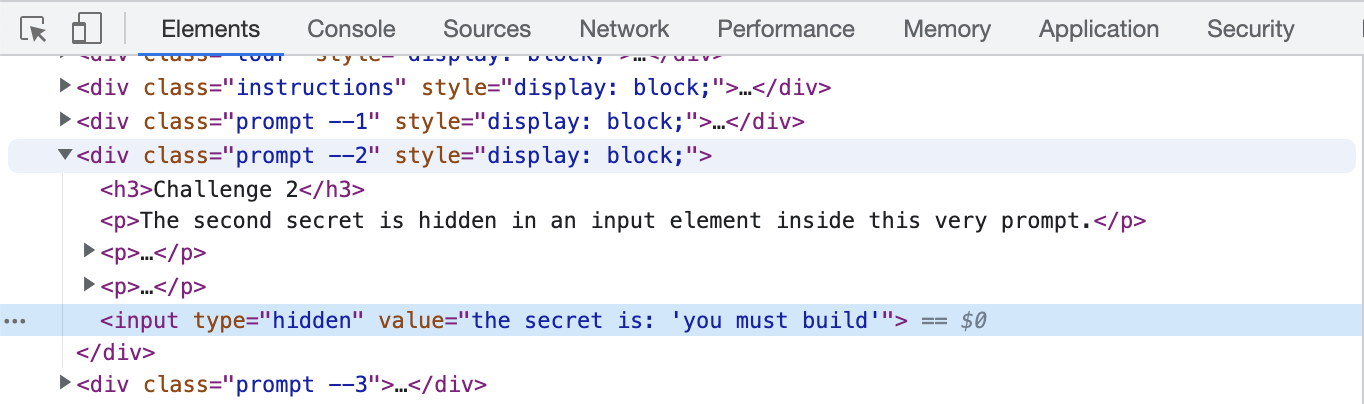 Elements Console Sources Network Performance Memory Application Security
<div class="tour" style="display: block;">…</div>
<div class="instructions" style="display: block;">…</div>
<div class="prompt --1" style="display: block;">…</div>
<div class="prompt --2" style="display: block;">
<h3>Challenge 2</h3>
<p>The second secret is hidden in an input element inside this very prompt.</p>
<p>…</p>
<p>…</p>
<input type="hidden" value="the secret is: 'you must build'"> == $0
</div>
<div class="prompt --3">…</div>